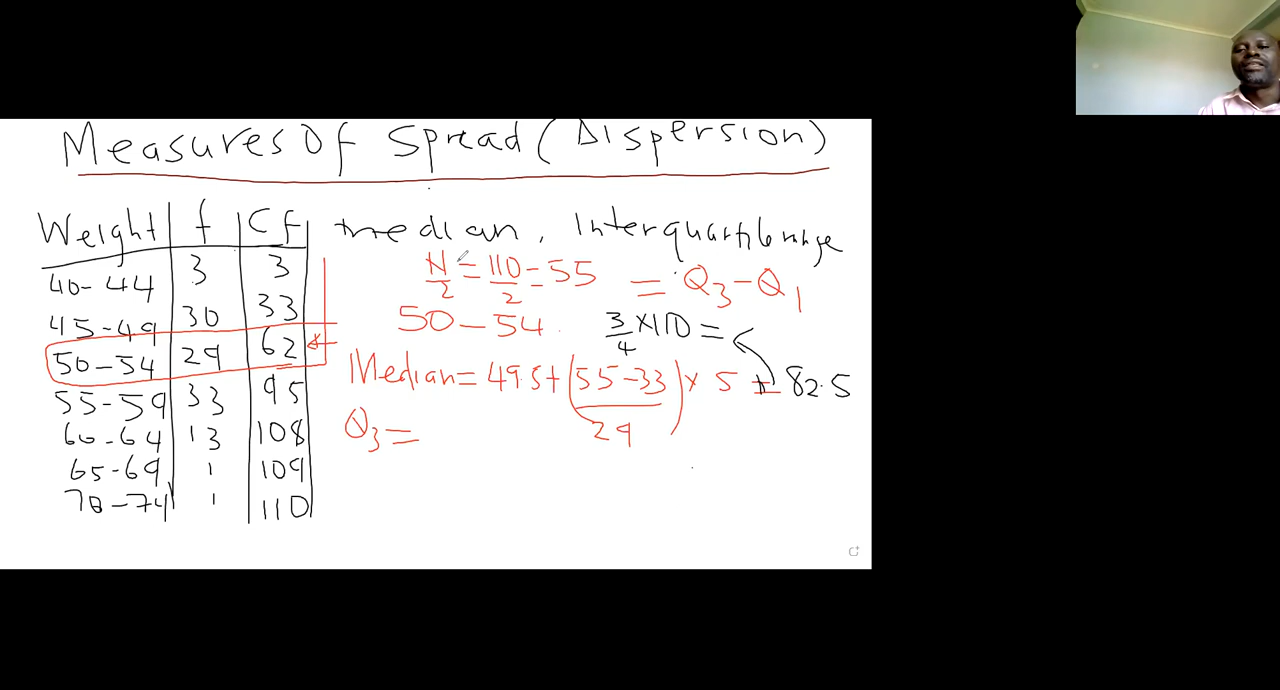 Measures Of Spread (Dispersion)
Weight f Cf
40-44 3 3
45-49 30 33
50-54 29 62
55-59 33 95
60-64 13 108
65-69 1 109
70-74 1 110
median, Interquartile range
N/2 = 110/2 = 55
= Q3 - Q1
50-54
3/4 × 110 =
82.5
Median = 49.5 + (55-33/29) × 5 =
Q3 =